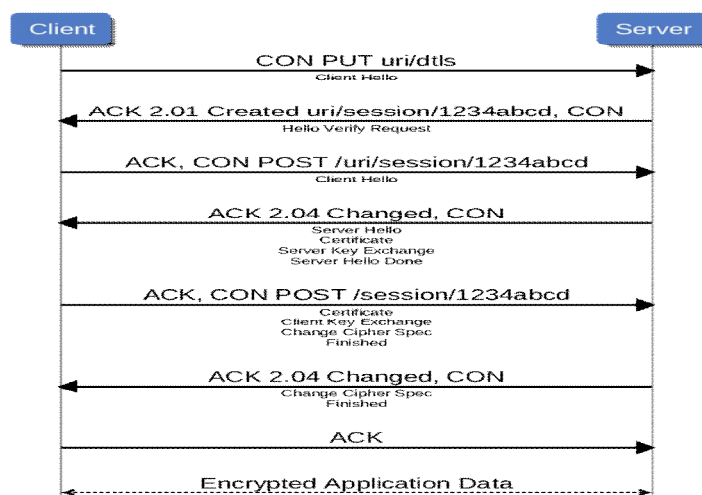 Client
Server
CON PUT uri/dtls
Client Hello
ACK 2.01 Created uri/session/1234abcd, CON
Hello Verify Request
ACK, CON POST /uri/session/1234abcd
Client Hello
ACK 2.04 Changed, CON
Server Hello
Certificate
Server Key Exchange
Server Hello Done
ACK, CON POST /session/1234abcd
Certificate
Client Key Exchange
Change Cipher Spec
Finished
ACK 2.04 Changed, CON
Change Cipher Spec
Finished
ACK
Encrypted Application Data